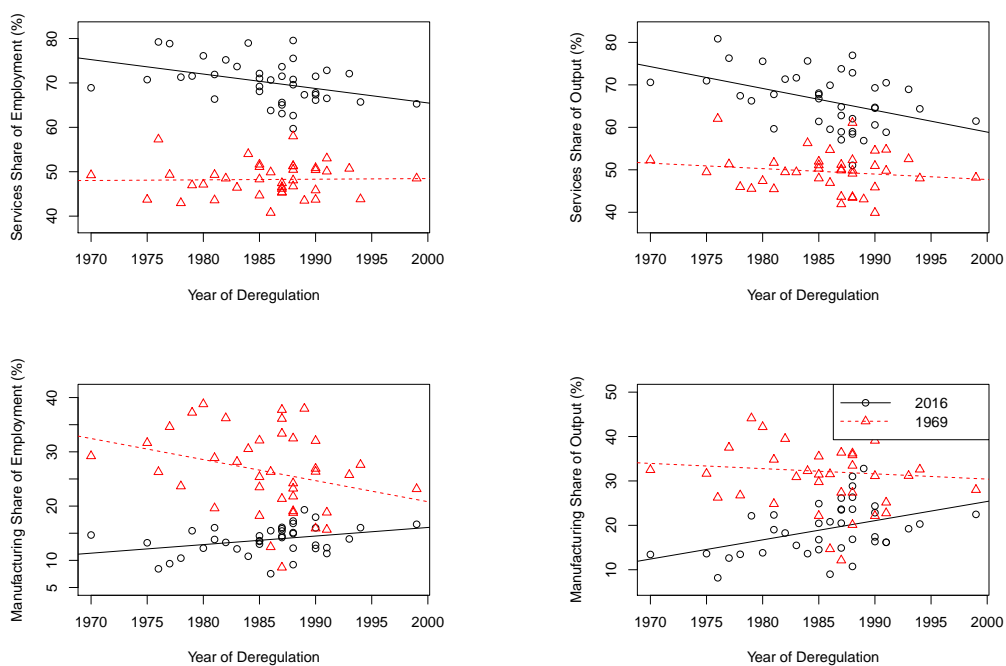 Services Share of Employment (%)
80
70
60
50
40
1970 1975 1980 1985 1990 1995 2000
Year of Deregulation
Services Share of Output (%)
80
70
60
50
40
1970 1975 1980 1985 1990 1995 2000
Year of Deregulation
Manufacturing Share of Employment (%)
40
30
20
10
5
1970 1975 1980 1985 1990 1995 2000
Year of Deregulation
Manufacturing Share of Output (%)
50
40
30
20
10
2016
1969
1970 1975 1980 1985 1990 1995 2000
Year of Deregulation